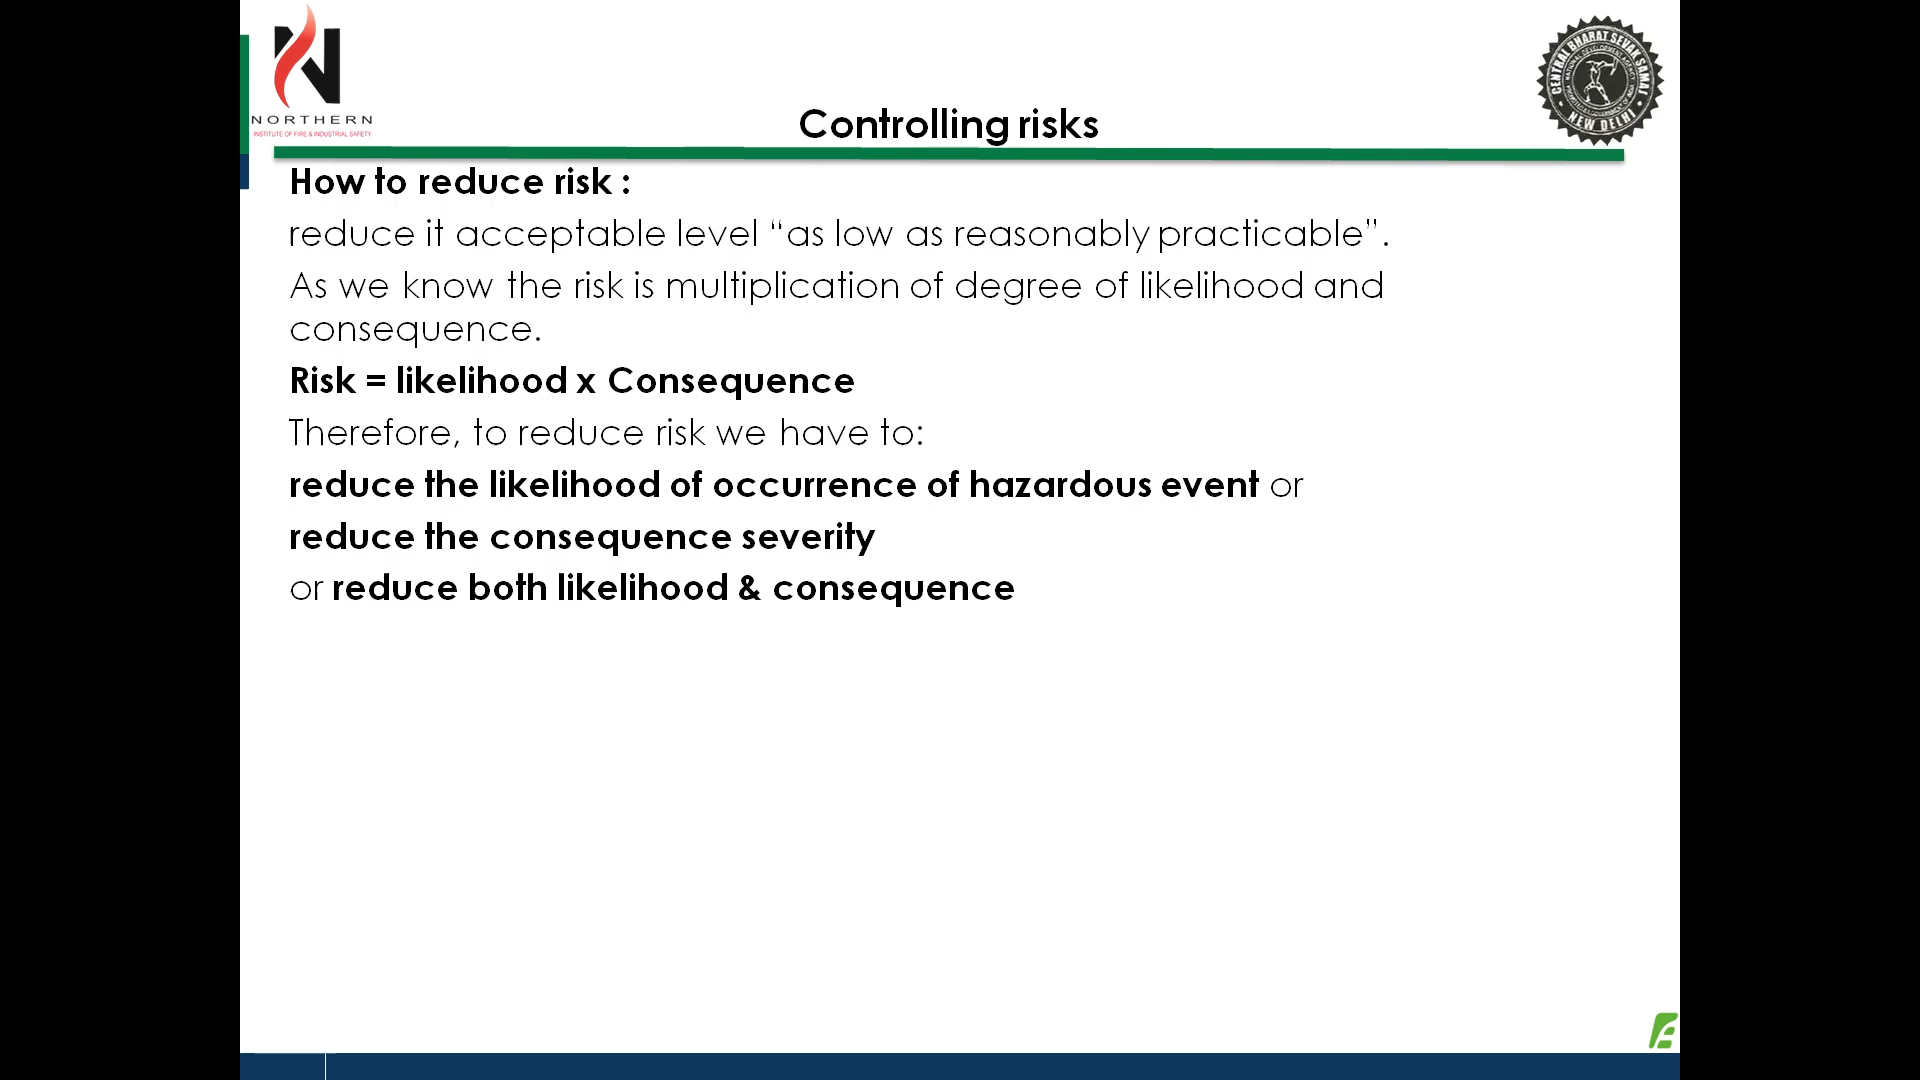 NORTHERN
INSTITUTE OF FIRE & INDUSTRIAL SAFETY
CENTRAL BHARAT SEVAK SAMAJ
NEW DELHI
Controlling risks
How to reduce risk :
reduce it acceptable level “as low as reasonably practicable”.
As we know the risk is multiplication of degree of likelihood and
consequence.
Risk = likelihood x Consequence
Therefore, to reduce risk we have to:
reduce the likelihood of occurrence of hazardous event or
reduce the consequence severity
or reduce both likelihood & consequence